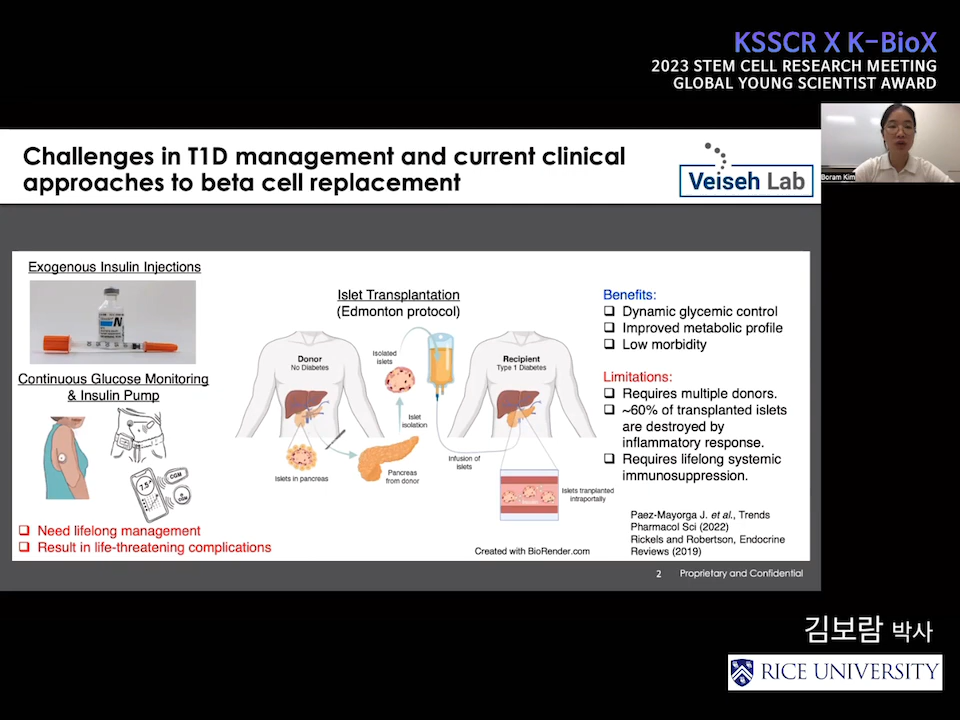 KSSCR X K-BioX
2023 STEM CELL RESEARCH MEETING
GLOBAL YOUNG SCIENTIST AWARD
Boram Kim
Challenges in T1D management and current clinical
approaches to beta cell replacement
Veiseh Lab
Exogenous Insulin Injections
N
Continuous Glucose Monitoring
& Insulin Pump
7.5
CGM
CGM
Need lifelong management
Result in life-threatening complications
Islet Transplantation
(Edmonton protocol)
Donor
No Diabetes
Isolated
islets
Recipient
Type 1 Diabetes
Islet
isolation
Islets in pancreas
Pancreas
from donor
Infusion of
islets
Islets tranplanted
intraportally
Created with BioRender.com
Benefits:
Dynamic glycemic control
Improved metabolic profile
Low morbidity
Limitations:
Requires multiple donors.
~60% of transplanted islets
are destroyed by
inflammatory response.
Requires lifelong systemic
immunosuppression.
Paez-Mayorga J. et al., Trends
Pharmacol Sci (2022)
Rickels and Robertson, Endocrine
Reviews (2019)
2 Proprietary and Confidential
김보람 박사
RICE UNIVERSITY